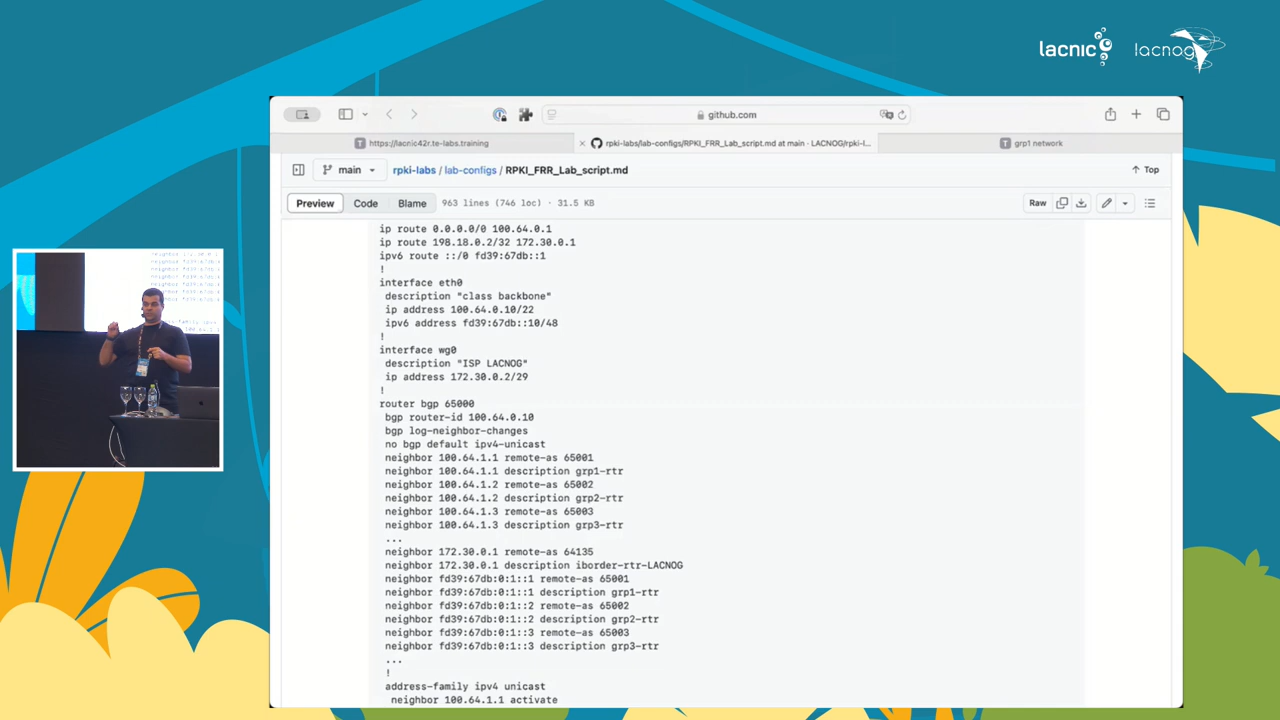 lacnic lacnog
github.com
https://lacnic42r.te-labs.training
rpki-labs/lab-configs/RPKI_FRR_Lab_script.md at main · LACNOG/rpki-l...
grp1 network
main
rpki-labs / lab-configs / RPKI_FRR_Lab_script.md
Top
Preview Code Blame 963 lines (746 loc) · 31.5 KB
Raw
ip route 0.0.0.0/0 100.64.0.1
ip route 198.18.0.2/32 172.30.0.1
ipv6 route ::/0 fd39:67db::1
!
interface eth0
description "class backbone"
ip address 100.64.0.10/22
ipv6 address fd39:67db::10/48
!
interface wg0
description "ISP LACNOG"
ip address 172.30.0.2/29
!
router bgp 65000
bgp router-id 100.64.0.10
bgp log-neighbor-changes
no bgp default ipv4-unicast
neighbor 100.64.1.1 remote-as 65001
neighbor 100.64.1.1 description grp1-rtr
neighbor 100.64.1.2 remote-as 65002
neighbor 100.64.1.2 description grp2-rtr
neighbor 100.64.1.3 remote-as 65003
neighbor 100.64.1.3 description grp3-rtr
...
neighbor 172.30.0.1 remote-as 64135
neighbor 172.30.0.1 description iborder-rtr-LACNOG
neighbor fd39:67db:0:1::1 remote-as 65001
neighbor fd39:67db:0:1::1 description grp1-rtr
neighbor fd39:67db:0:1::2 remote-as 65002
neighbor fd39:67db:0:1::2 description grp2-rtr
neighbor fd39:67db:0:1::3 remote-as 65003
neighbor fd39:67db:0:1::3 description grp3-rtr
...
!
address-family ipv4 unicast
neighbor 100.64.1.1 activate